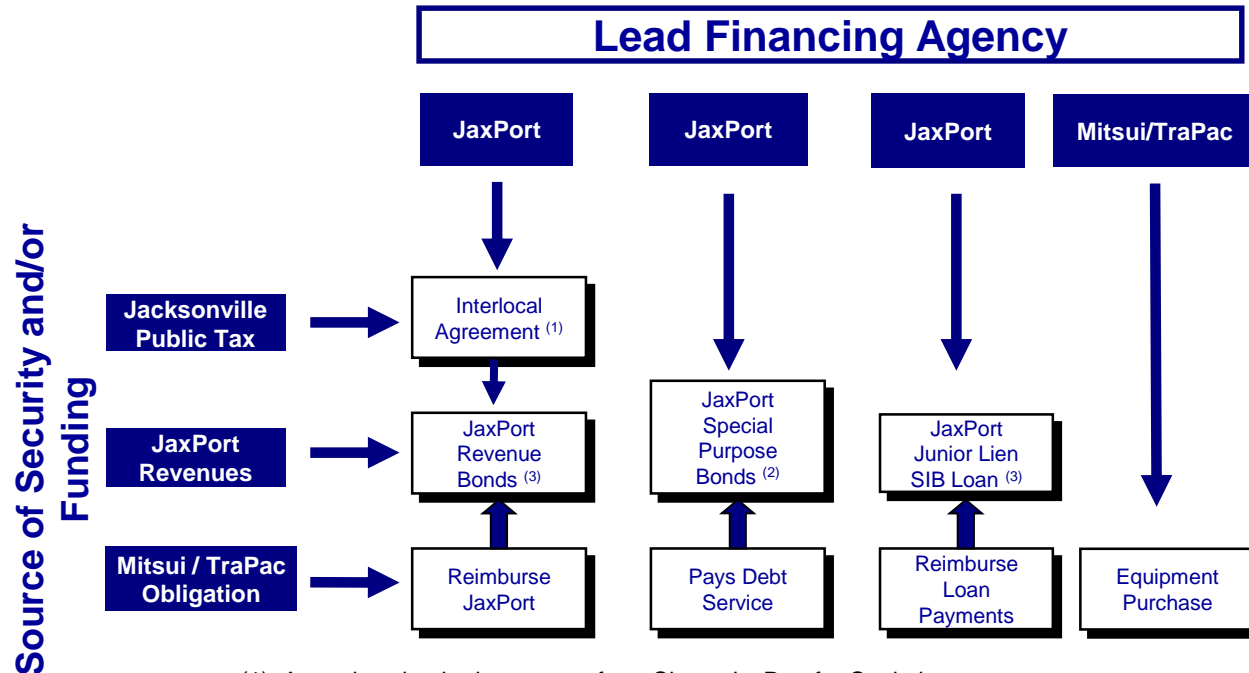 Lead Financing Agency
JaxPort
JaxPort
JaxPort
Mitsui/TraPac
Source of Security and/or
Funding
Jacksonville
Public Tax
Interlocal
Agreement (1)
JaxPort
Revenues
JaxPort
Revenue
Bonds (3)
JaxPort
Special
Purpose
Bonds (2)
JaxPort
Junior Lien
SIB Loan (3)
Mitsui / TraPac
Obligation
Reimburse
JaxPort
Pays Debt
Service
Reimburse
Loan
Payments
Equipment
Purchase